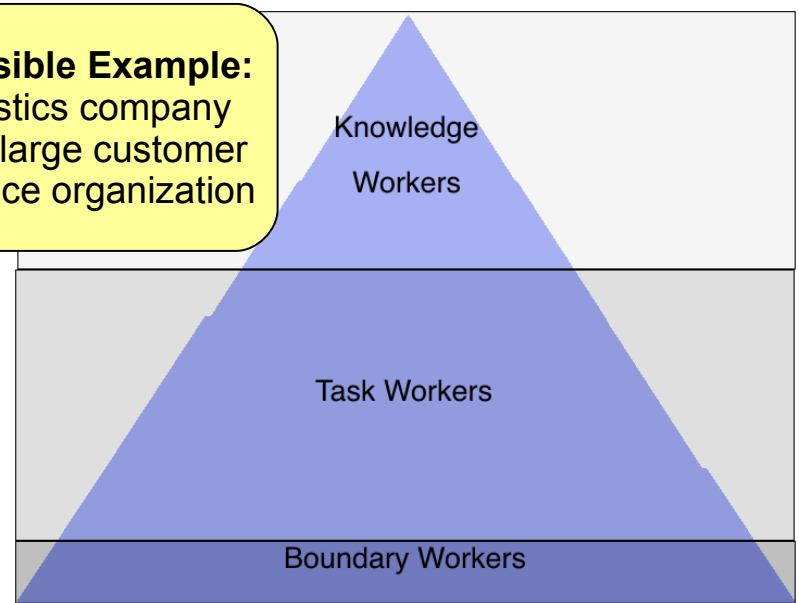 sible Example:
stics company
large customer
ce organization
Knowledge
Workers
Task Workers
Boundary Workers